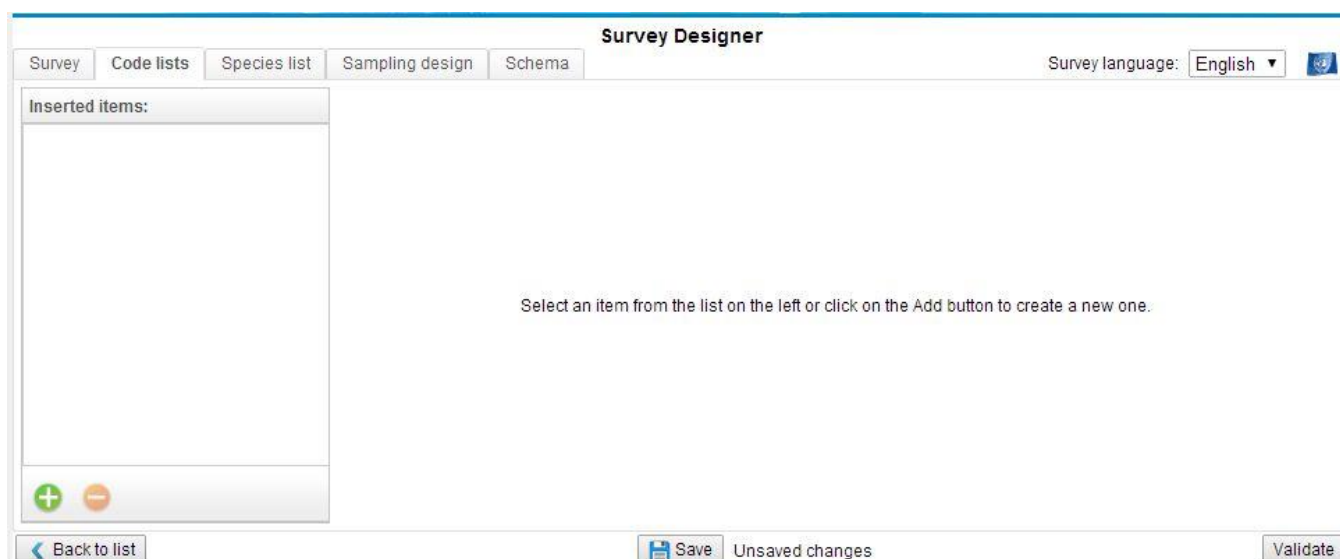 Survey Designer
Survey Code lists Species list Sampling design Schema Survey language: English
Inserted items:
Select an item from the list on the left or click on the Add button to create a new one.
Back to list Save Unsaved changes Validate